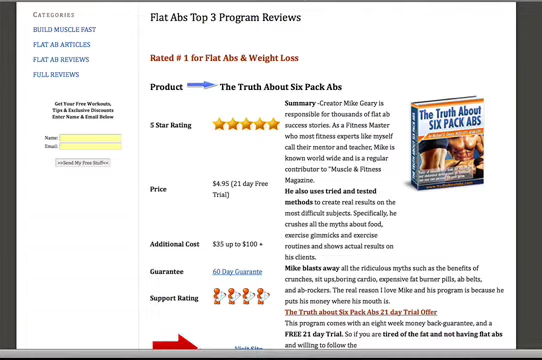 CATEGORIES
BUILD MUSCLE FAST
FLAT AB ARTICLES
FLAT AB REVIEWS
FULL REVIEWS
Get Your Free Workouts,
Tips & Exclusive Discounts
Enter Name & Email Below
Name:
Email:
>>Send My Free Stuff<<
Flat Abs Top 3 Program Reviews
Rated # 1 for Flat Abs & Weight Loss
Product The Truth About Six Pack Abs
5 Star Rating
Price
$4.95 (21 day Free
Trial)
Additional Cost
$35 up to $100 +
Guarantee
60 Day Guarante
Support Rating
Visit Site
Summary -Creator Mike Geary is
responsible for thousands of flat ab
success stories. As a Fitness Master
who most fitness experts like myself
call their mentor and teacher, Mike is
known world wide and is a regular
contributor to "Muscle & Fitness
Magazine.
He also uses tried and tested
methods to create real results on the
most difficult subjects. Specifically, he
crushes all the myths about food,
exercise gimmicks and exercise
routines and shows actual results on
his clients.
Mike blasts away all the ridiculous myths such as the benefits of
crunches, sit ups,boring cardio, expensive fat burner pills, ab-belts,
and ab-rockers. The real reason I love Mike and his program is because he
puts his money where his mouth is.
The Truth about Six Pack Abs 21 day Trial Offer
This program comes with an eight week money back-guarantee, and a
FREE 21 day Trial. So if you are tired of the fat and not having flat abs
and willing to follow the
The Truth About
SIX PACK ABS